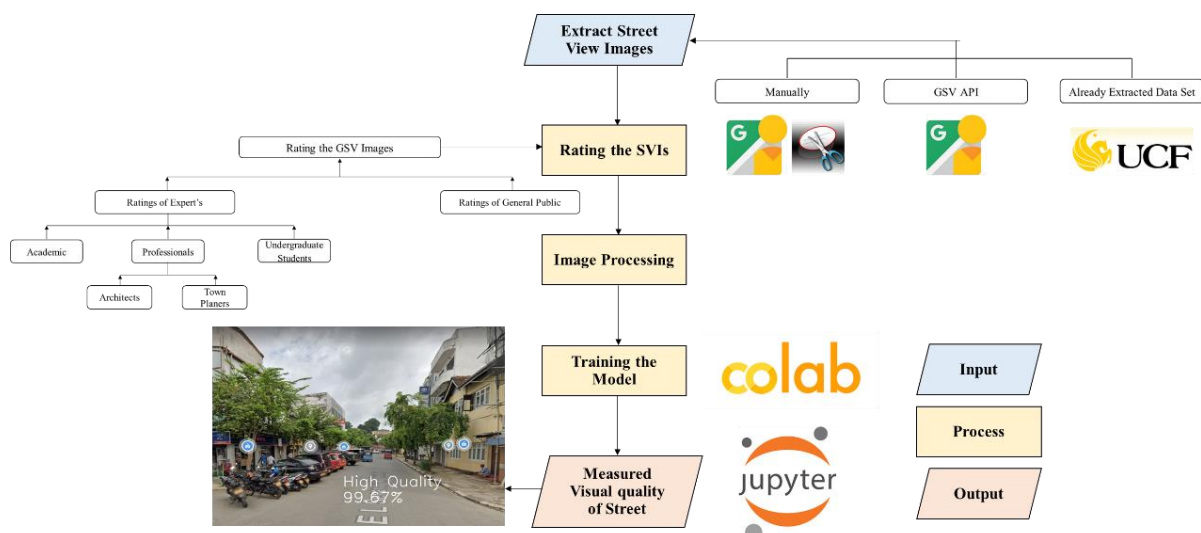 Extract Street
View Images
Manually
GSV API
Already Extracted Data Set
G
G
UCF
Rating the GSV Images
Rating the SVIs
Ratings of Expert's
Ratings of General Public
Academic
Professionals
Undergraduate
Students
Architects
Town
Planers
Image Processing
Training the
Model
colab
Input
Process
Output
High Quality
99.67%
Measured
Visual quality
of Street
jupyter